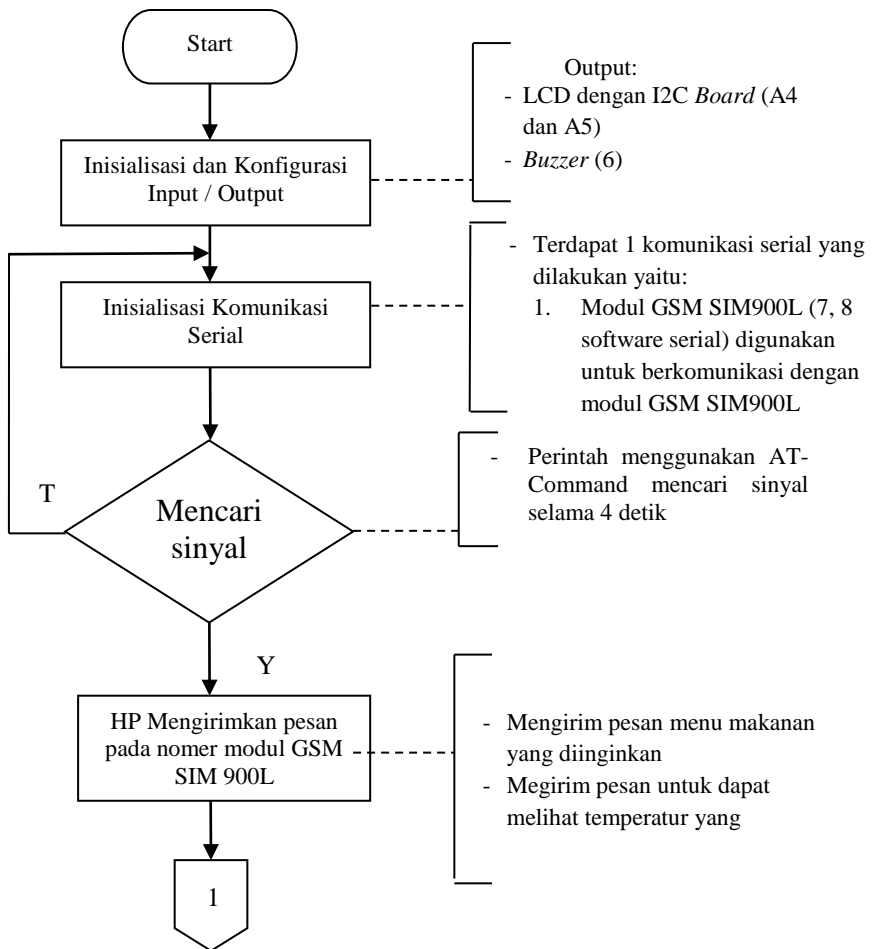 Start
Output:
- LCD dengan I2C Board (A4
dan A5)
- Buzzer (6)
Inisialisasi dan Konfigurasi
Input / Output
- Terdapat 1 komunikasi serial yang
dilakukan yaitu:
1. Modul GSM SIM900L (7, 8
software serial) digunakan
untuk berkomunikasi dengan
modul GSM SIM900L
Inisialisasi Komunikasi
Serial
- Perintah menggunakan AT-
Command mencari sinyal
selama 4 detik
T
Mencari
sinyal
Y
HP Mengirimkan pesan
pada nomer modul GSM
SIM 900L
- Mengirim pesan menu makanan
yang diinginkan
- Megirim pesan untuk dapat
melihat temperatur yang
1